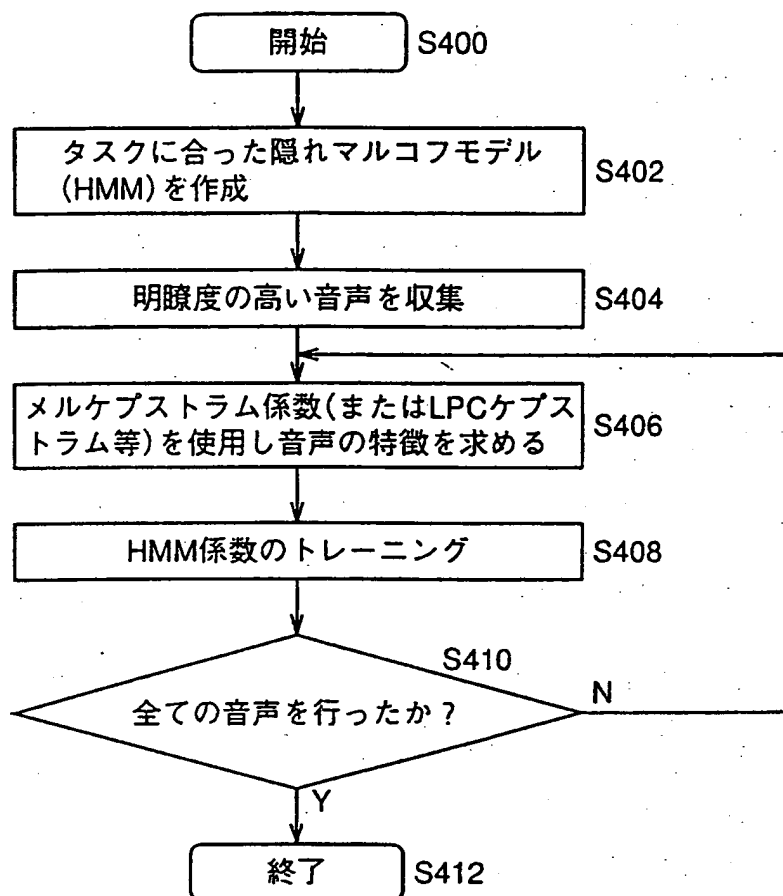 開始
S400
タスクに合った隠れマルコフモデル
(HMM)を作成
S402
明瞭度の高い音声を収集
S404
メルケプストラム係数(またはLPCケプス
トラム等)を使用し音声の特徴を求める
S406
HMM係数のトレーニング
S408
S410
全ての音声を行ったか？
N
Y
終了
S412